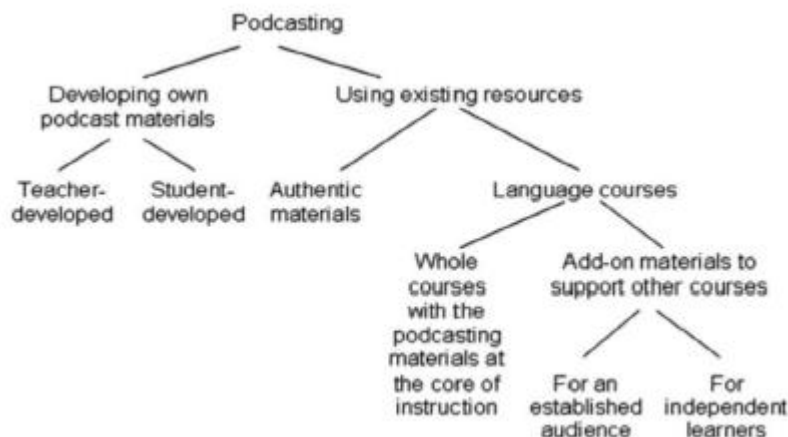 Podcasting
Developing own
podcast materials
Using existing resources
Teacher-
developed
Student-
developed
Authentic
materials
Language courses
Whole
courses
with the
podcasting
materials at
the core of
instruction
Add-on materials to
support other courses
For an
established
audience
For
independent
learners